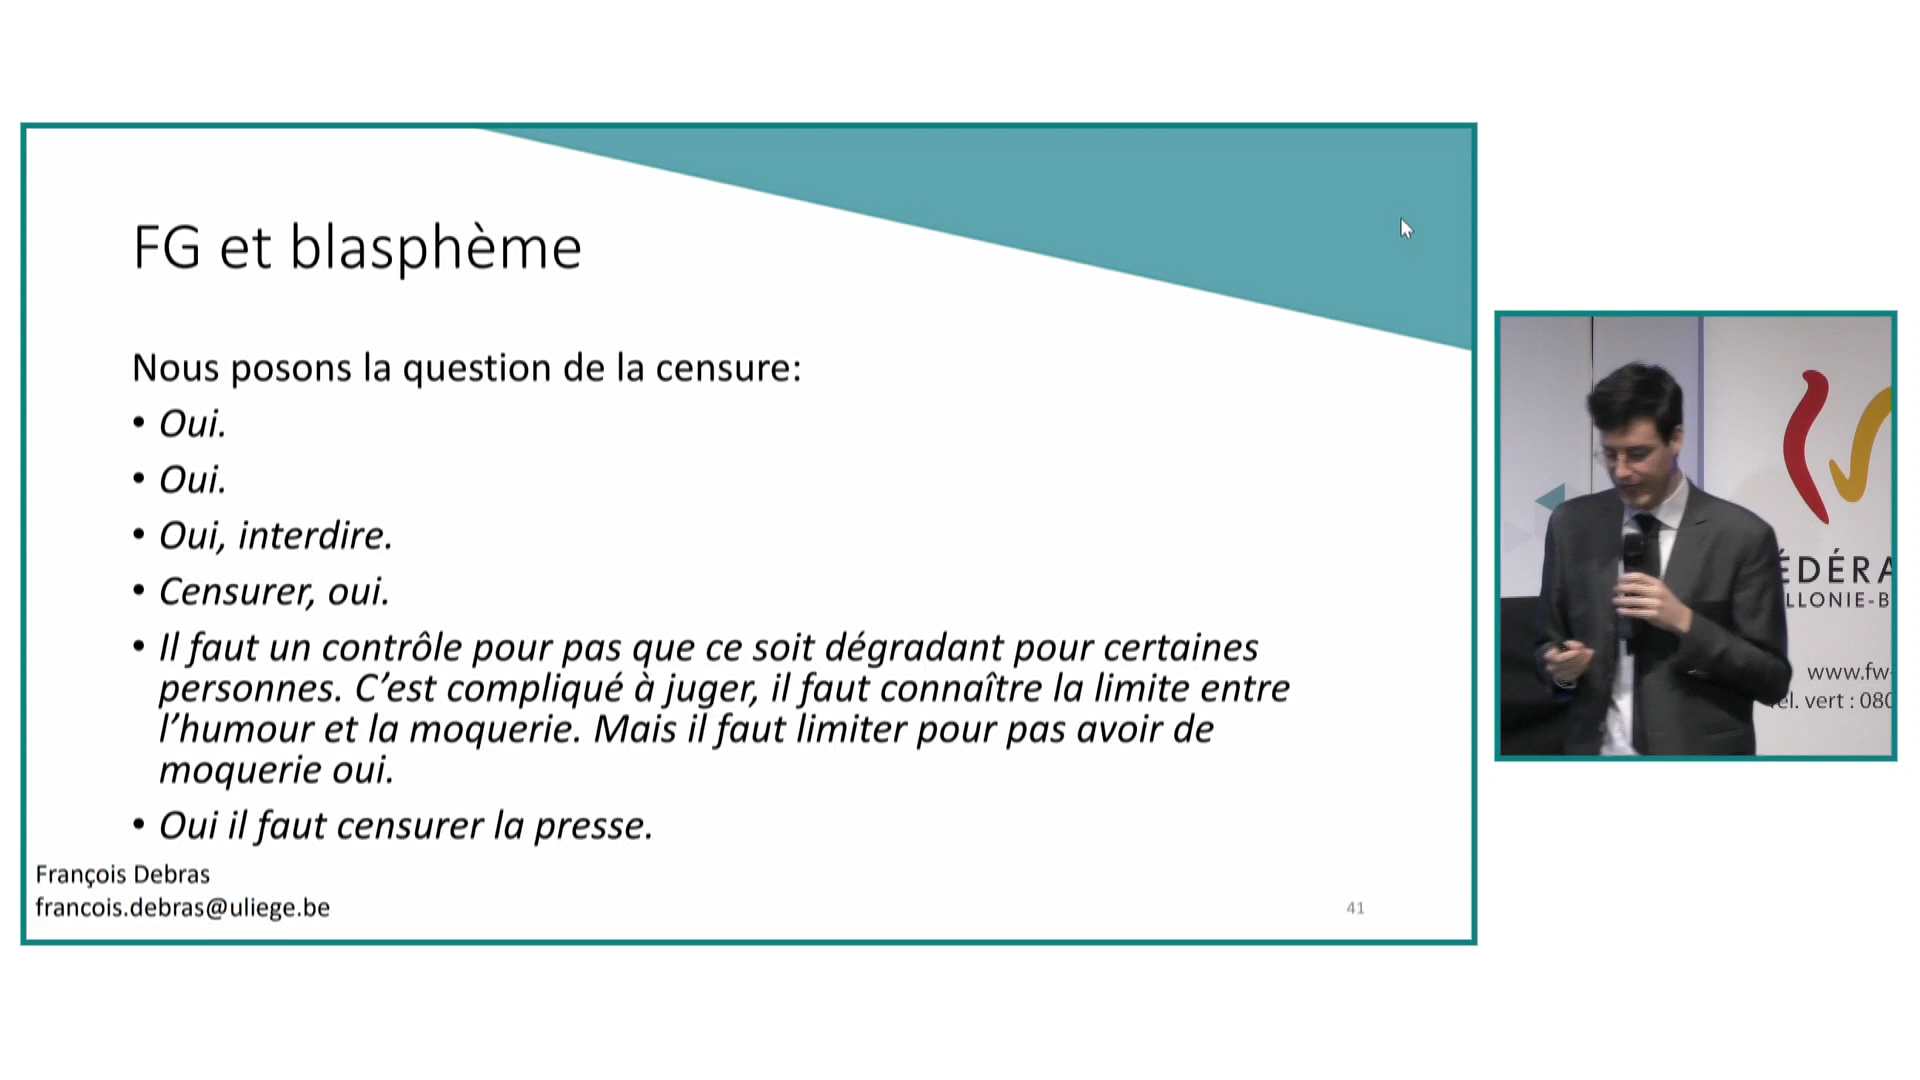 FG et blasphème
Nous posons la question de la censure:
• Oui.
• Oui.
• Oui, interdire.
• Censurer, oui.
• Il faut un contrôle pour pas que ce soit dégradant pour certaines
personnes. C’est compliqué à juger, il faut connaître la limite entre
l’humour et la moquerie. Mais il faut limiter pour pas avoir de
moquerie oui.
• Oui il faut censurer la presse.
François Debras
francois.debras@uliege.be
41
ÉDÉRA
LLONIE-B
www.fw-
el. vert : 080